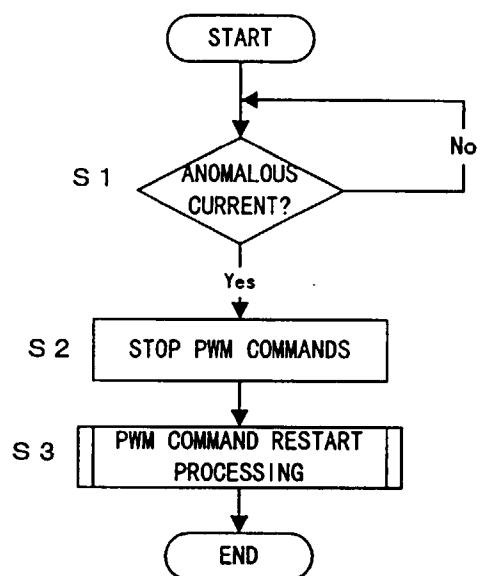 START
No
S 1
ANOMALOUS
CURRENT?
Yes
S 2
STOP PWM COMMANDS
S 3
PWM COMMAND RESTART
PROCESSING
END